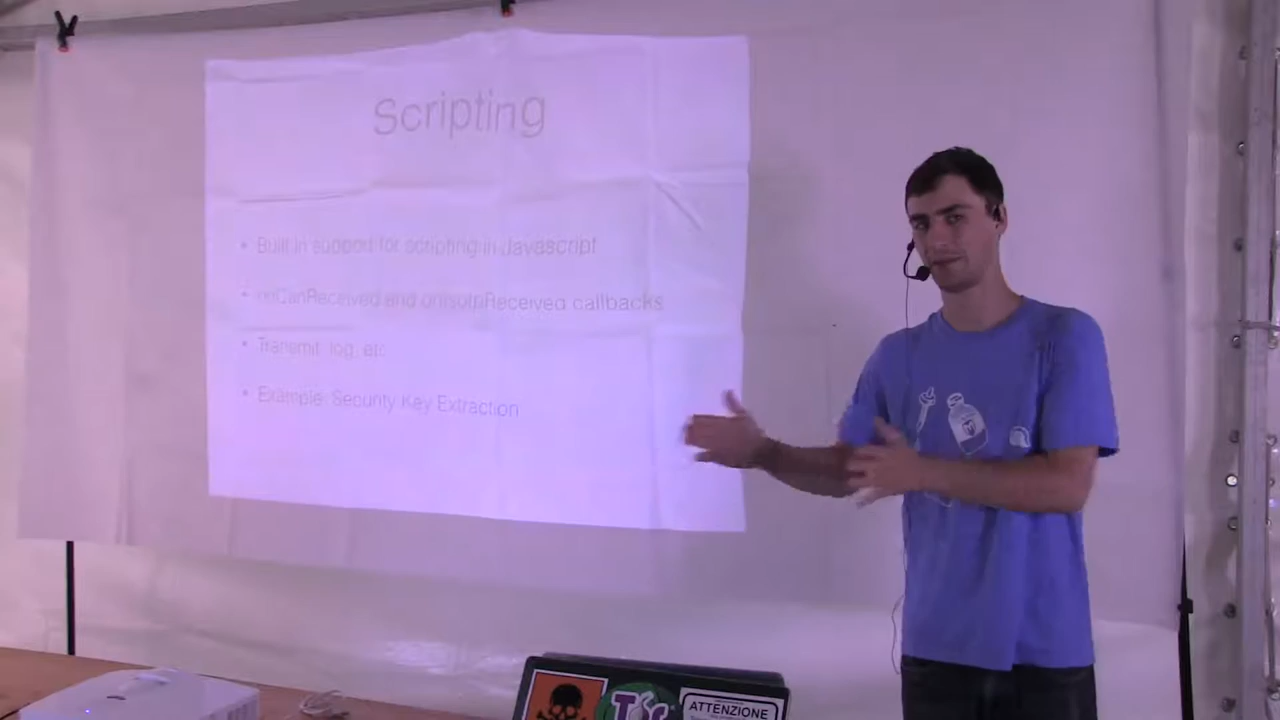 Scripting
• Built in support for scripting in Javascript
• onCanReceived and onIsotpReceived callbacks
• Transmit, log, etc
• Example: Security Key Extraction
ATTENZIONE